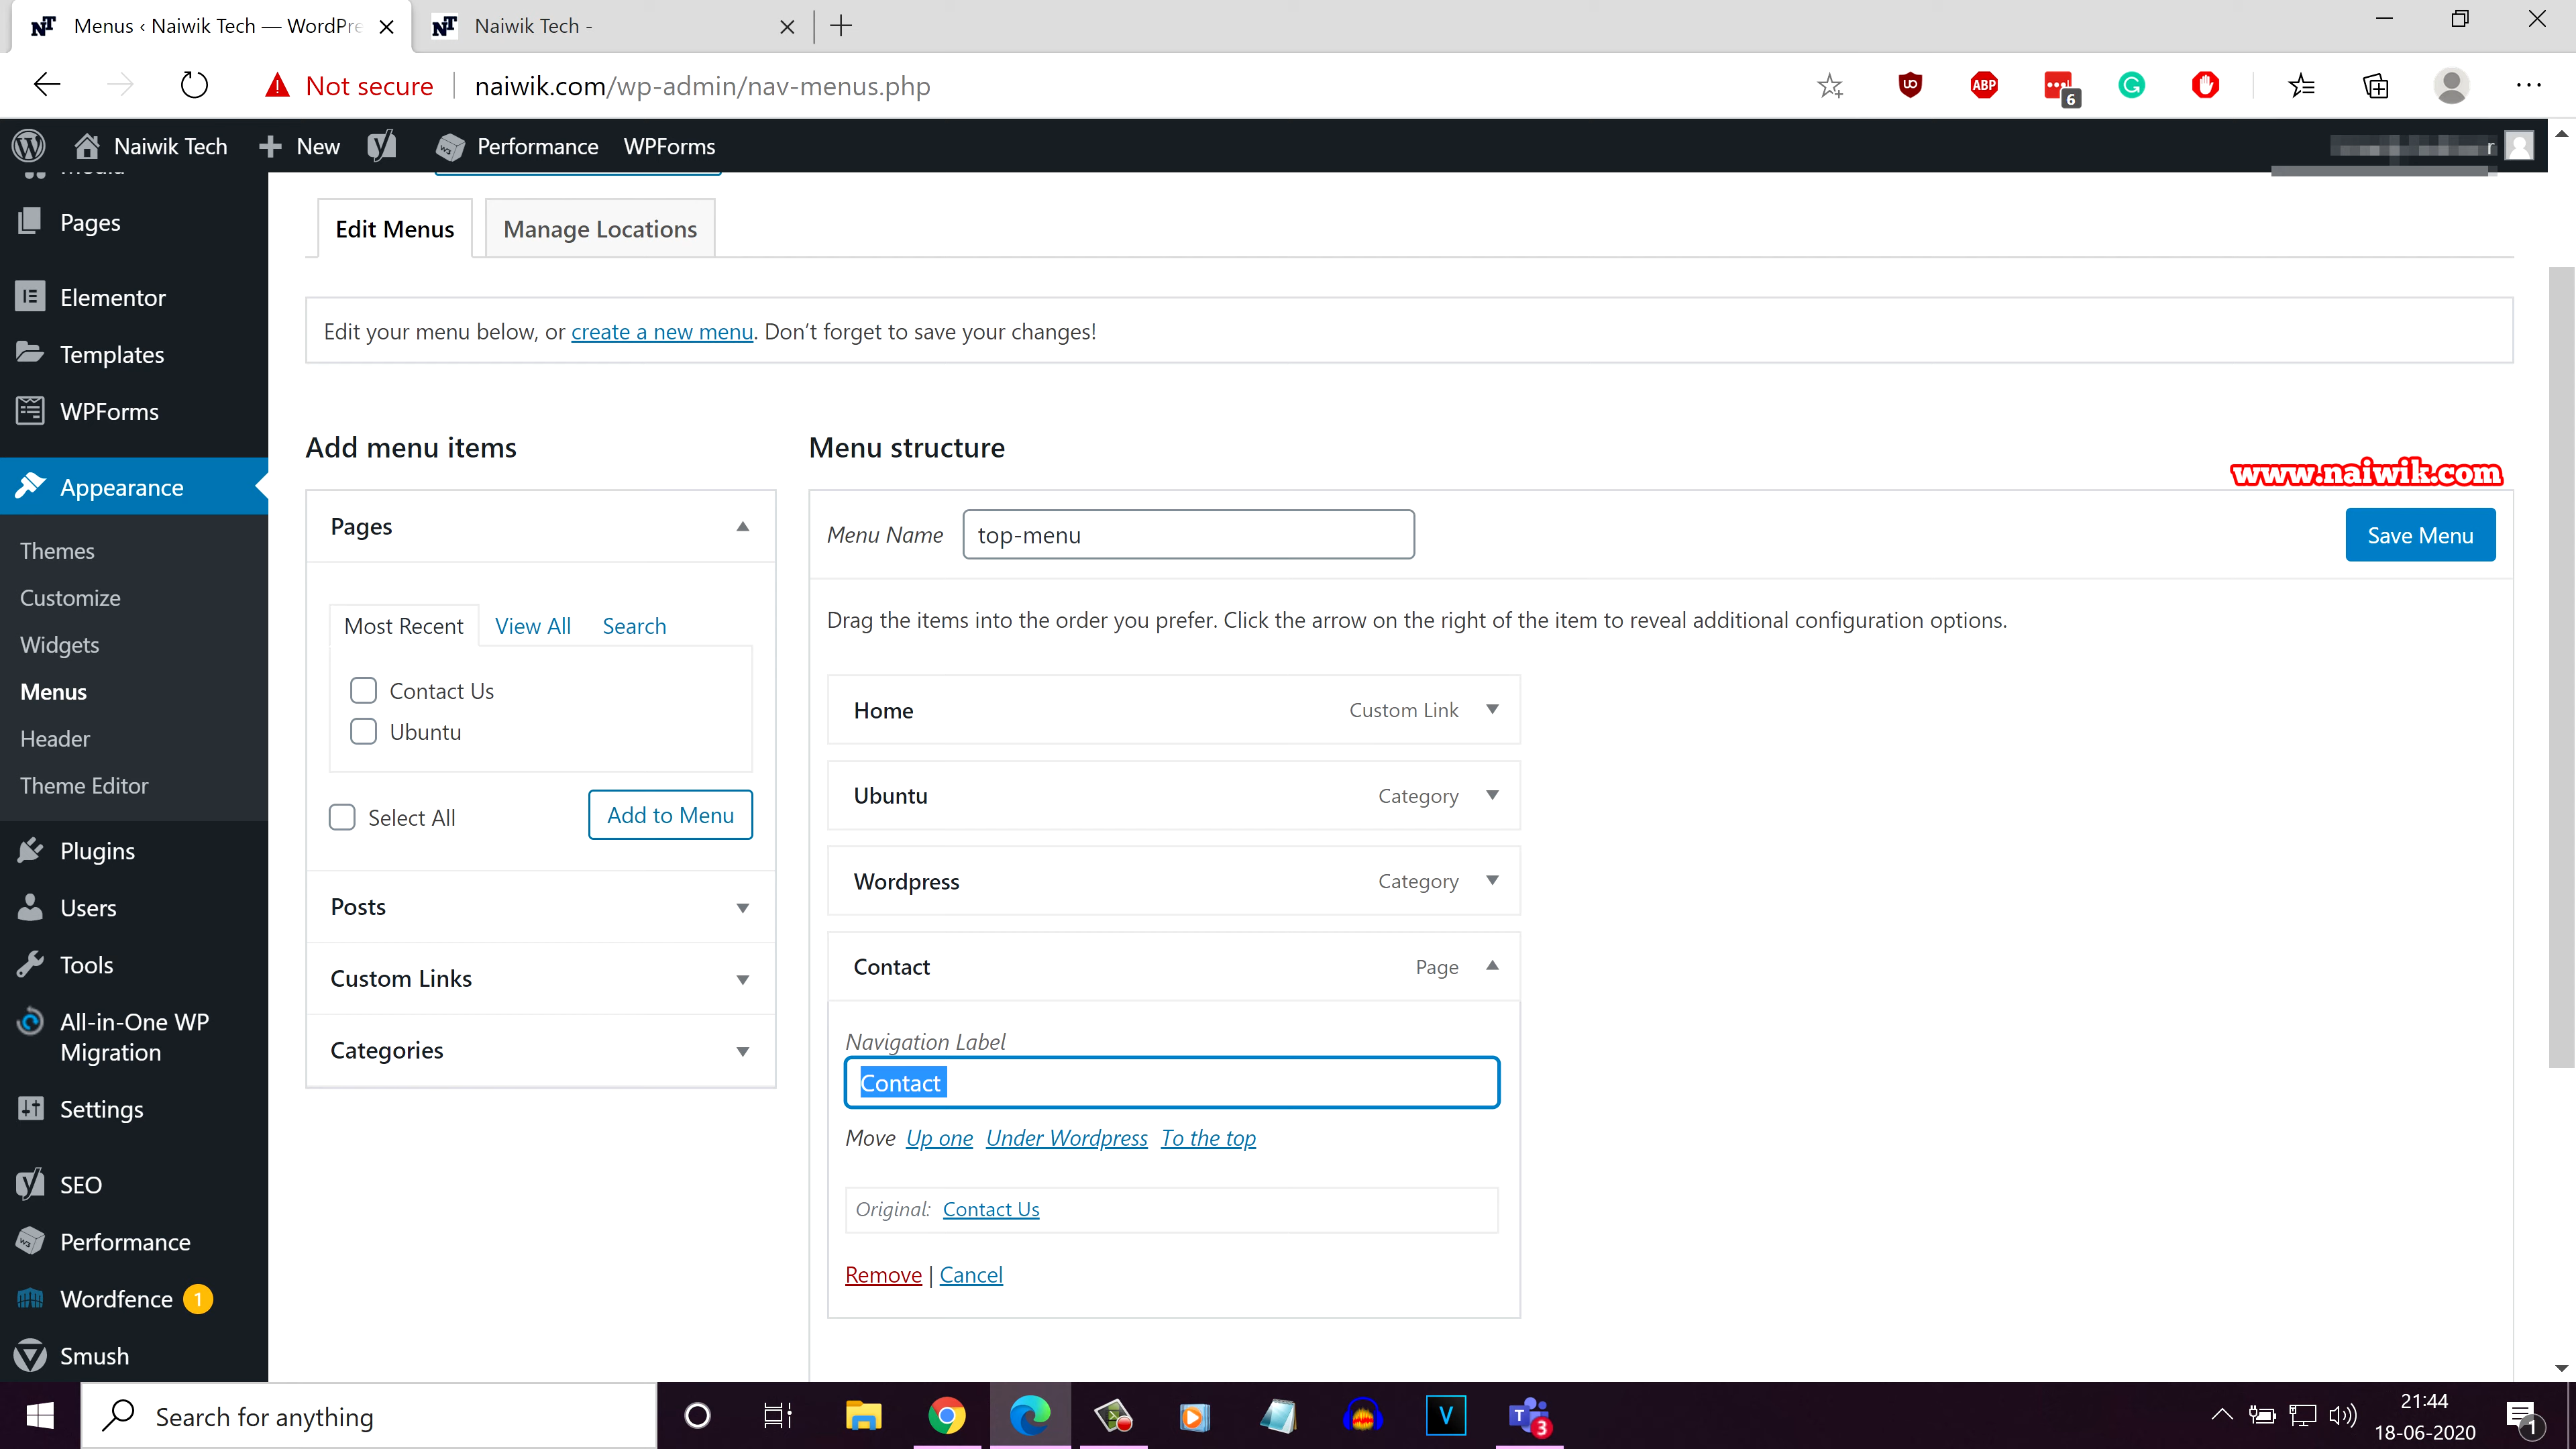 Menus ‹ Naiwik Tech — WordPre
Naiwik Tech -
Not secure
naiwik.com/wp-admin/nav-menus.php
ABP
6
Naiwik Tech
New
Performance
WPForms
r
Pages
Elementor
Templates
WPForms
Appearance
Themes
Customize
Widgets
Menus
Header
Theme Editor
Plugins
Users
Tools
All-in-One WP
Migration
Settings
SEO
Performance
Wordfence 1
Smush
Edit Menus
Manage Locations
Edit your menu below, or create a new menu. Don’t forget to save your changes!
Add menu items
Pages
Most Recent View All Search
Contact Us
Ubuntu
Select All
Add to Menu
Posts
Custom Links
Categories
Menu structure
www.naiwik.com
Menu Name top-menu
Save Menu
Drag the items into the order you prefer. Click the arrow on the right of the item to reveal additional configuration options.
Home Custom Link
Ubuntu Category
Wordpress Category
Contact Page
Navigation Label
Contact
Move Up one Under Wordpress To the top
Original: Contact Us
Remove | Cancel
Search for anything
V
T
3
21:44
18-06-2020
1